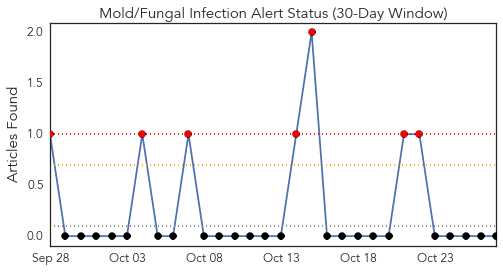 Mold/Fungal Infection Alert Status (30-Day Window)
Articles Found
2.0
1.5
1.0
0.5
0.0
Sep 28 Oct 03 Oct 08 Oct 13 Oct 18 Oct 23